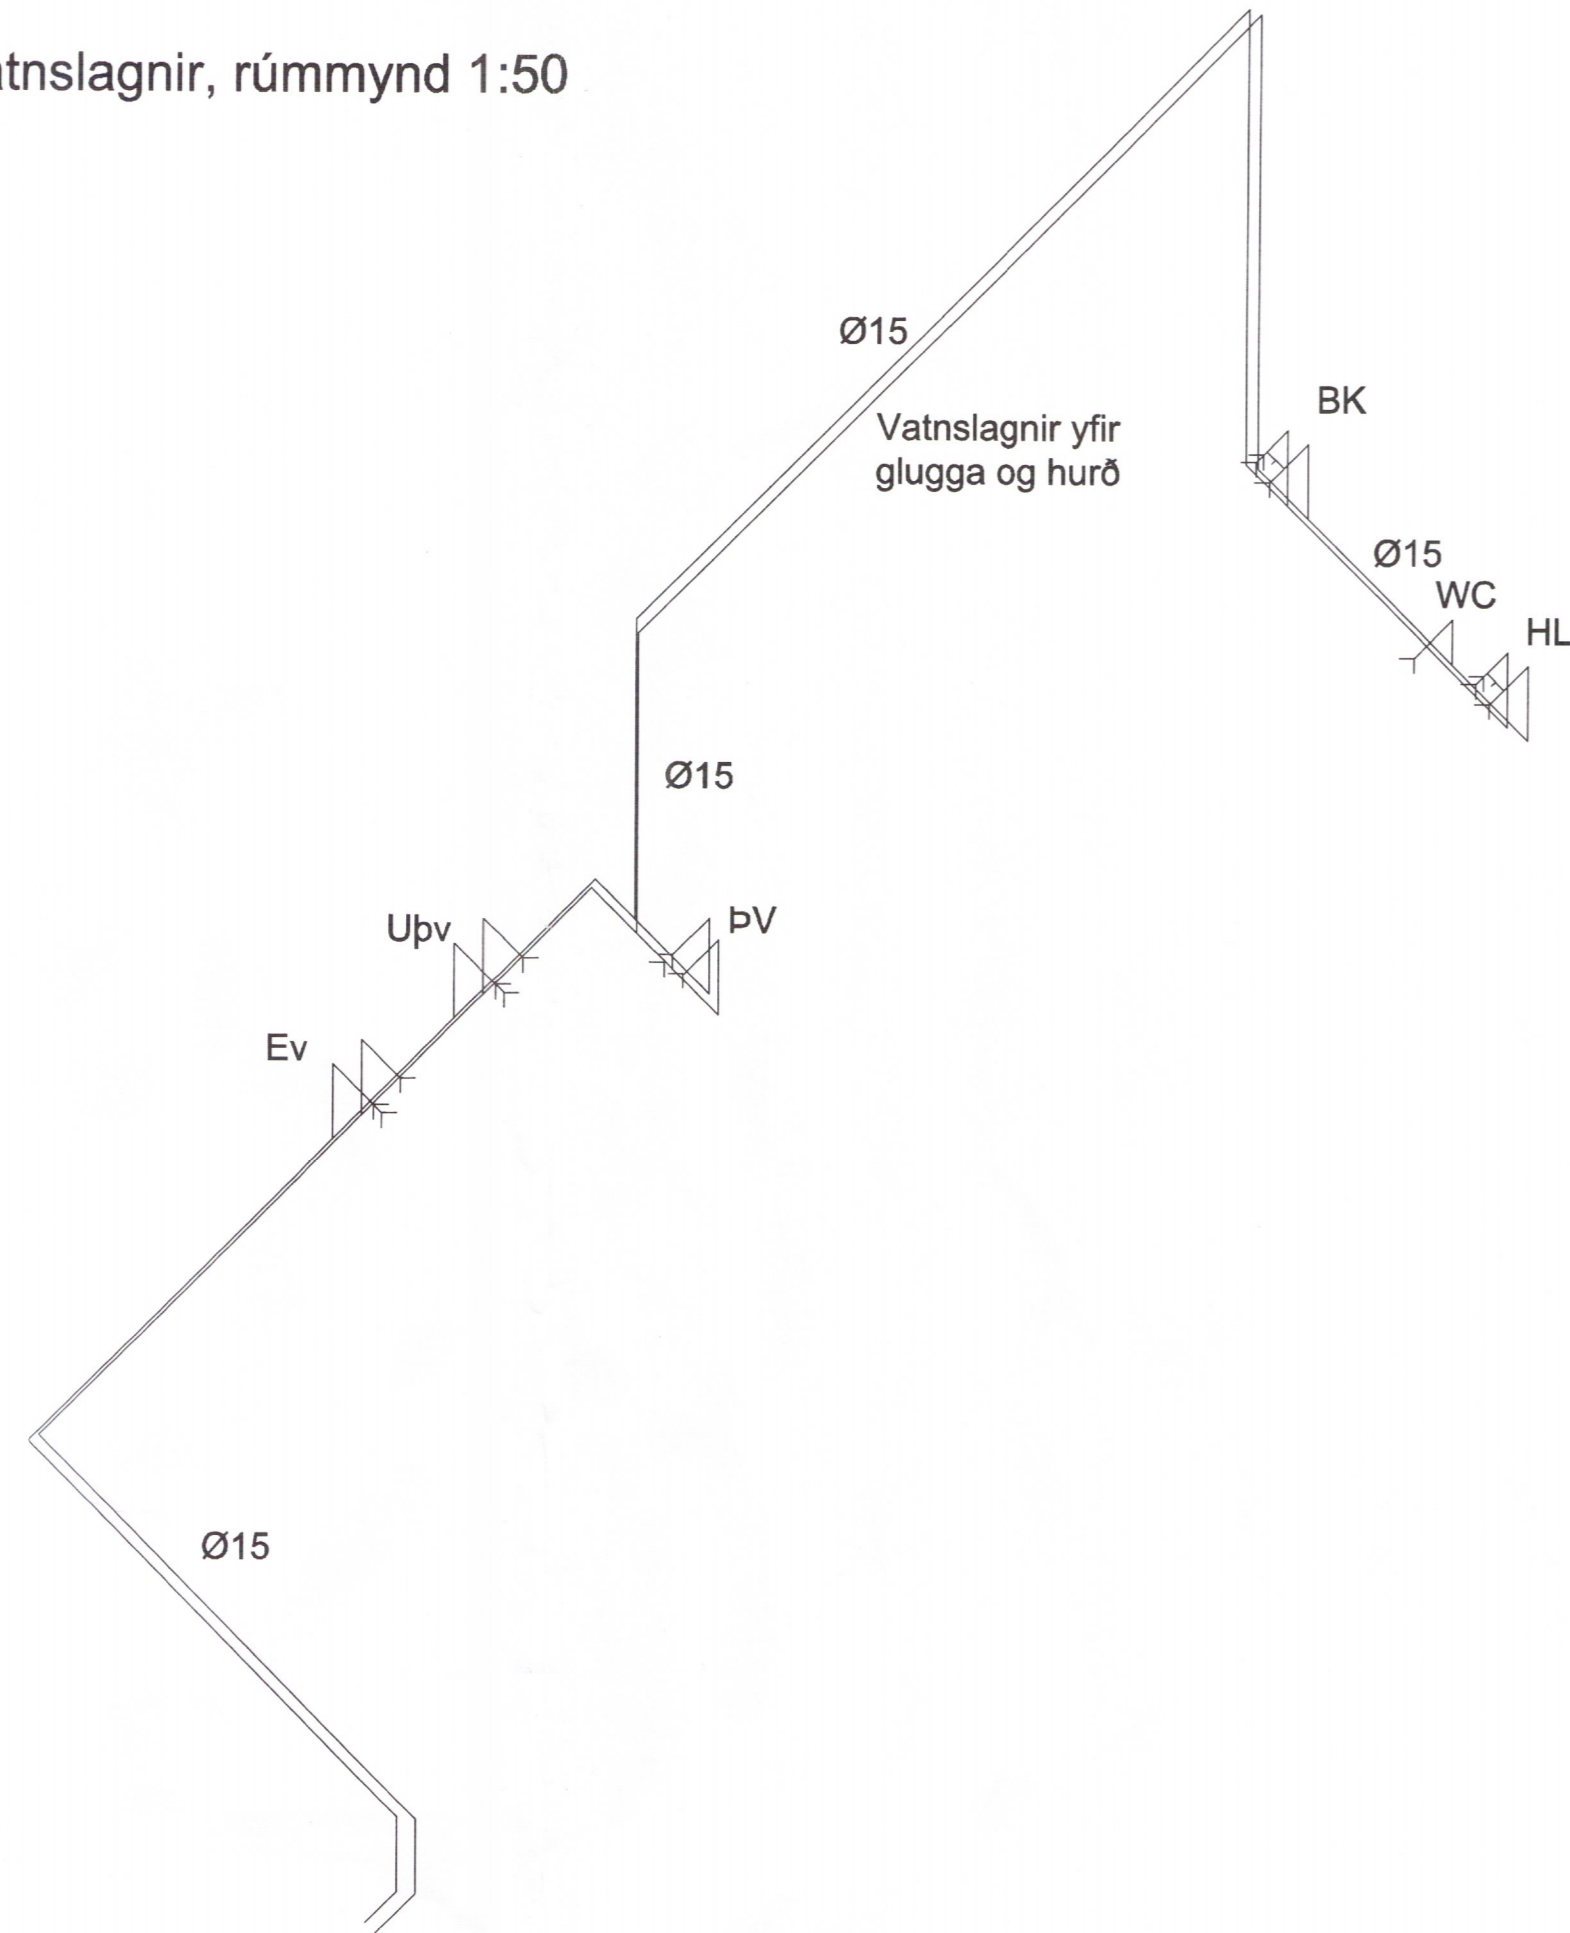 atnslagnir, rúmmynd 1:50
Ø15
Vatnslagnir yfir
glugga og hurð
BK
Ø15
WC
HL
Ø15
Uþv
ÞV
Ev
Ø15